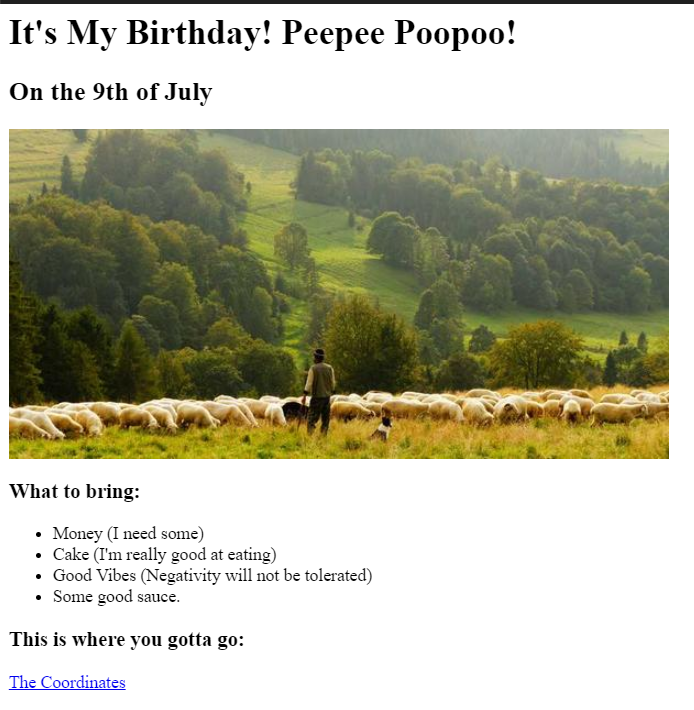 It's My Birthday! Peepee Poopoo!
On the 9th of July
What to bring:
Money (I need some)
Cake (I'm really good at eating)
Good Vibes (Negativity will not be tolerated)
Some good sauce.
This is where you gotta go:
The Coordinates